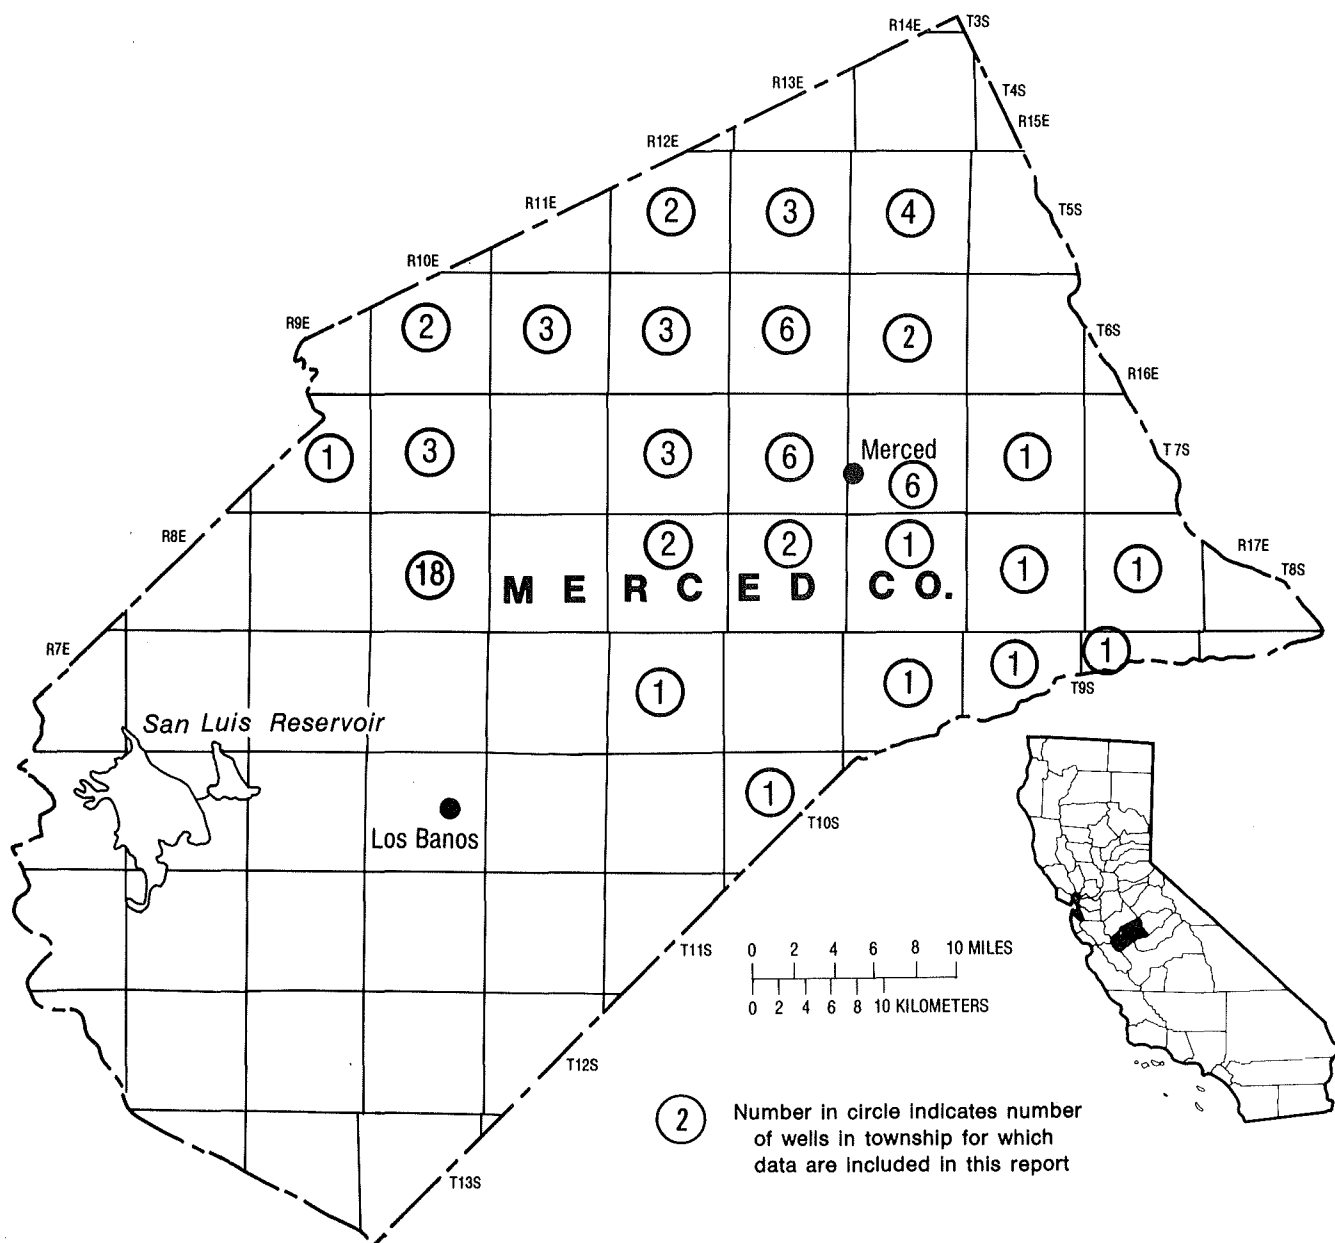 R14E
T3S
R13E
T4S
R15E
R12E
R11E
2
3
4
T5S
R10E
R9E
2
3
3
6
2
T6S
R16E
1
3
3
6
Merced
6
1
T7S
R8E
18
2
2
1
1
1
R17E
T8S
MERCED CO.
R7E
1
1
1
1
T9S
San Luis Reservoir
Los Banos
1
T10S
T11S
0 2 4 6 8 10 MILES
0 2 4 6 8 10 KILOMETERS
T12S
2
Number in circle indicates number
of wells in township for which
data are included in this report
T13S